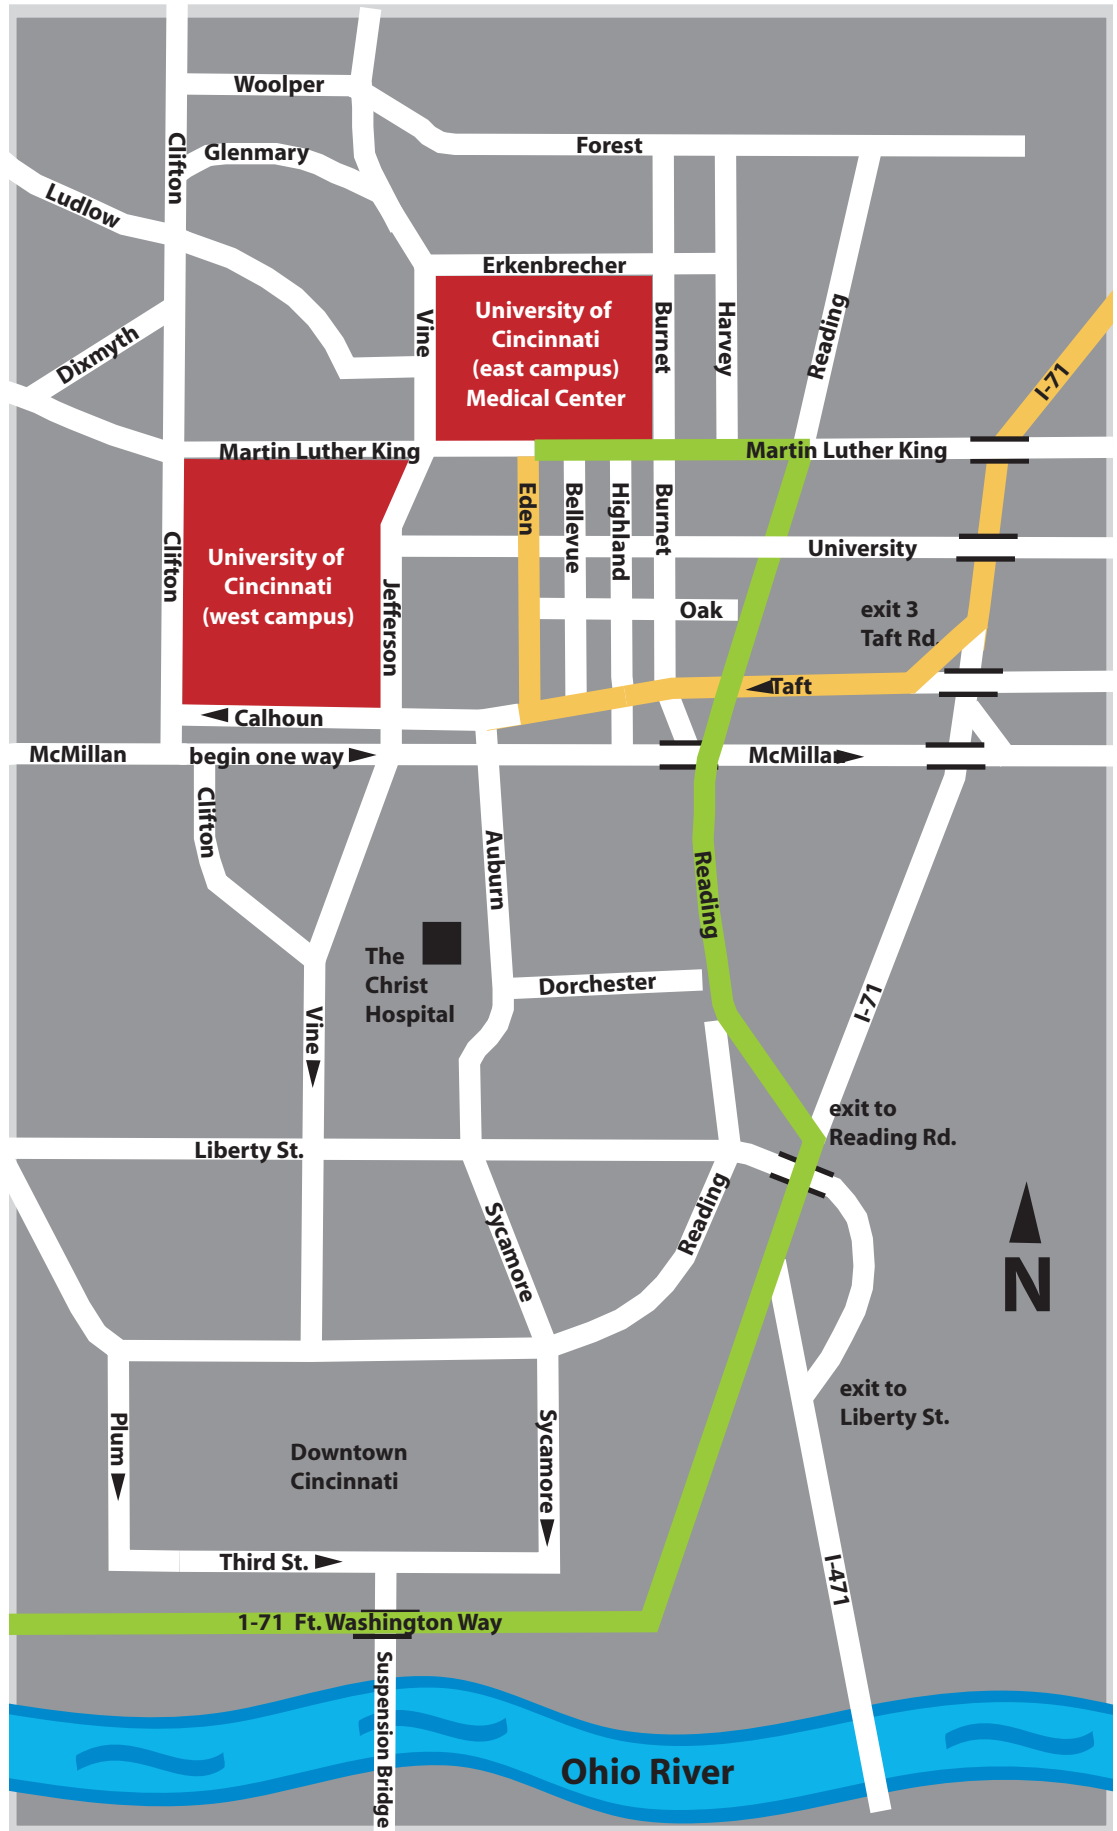 Woolper
Clifton
Glenmary
Forest
Ludlow
Erkenbrecher
University of
Cincinnati
(east campus)
Medical Center
Vine
Burnet
Harvey
Reading
Dixmyth
I-71
Martin Luther King
Martin Luther King
Eden
Bellevue
Highland
Burnet
Clifton
University of
Cincinnati
(west campus)
Jefferson
University
Oak
exit 3
Taft Rd.
Taft
Calhoun
McMillan
begin one way
McMillan
Clifton
Auburn
Reading
The
Christ
Hospital
Dorchester
I-71
Vine
exit to
Reading Rd.
Liberty St.
Sycamore
Reading
N
exit to
Liberty St.
Plum
Downtown
Cincinnati
Sycamore
Third St.
I-471
1-71 Ft. Washington Way
Suspension Bridge
Ohio River